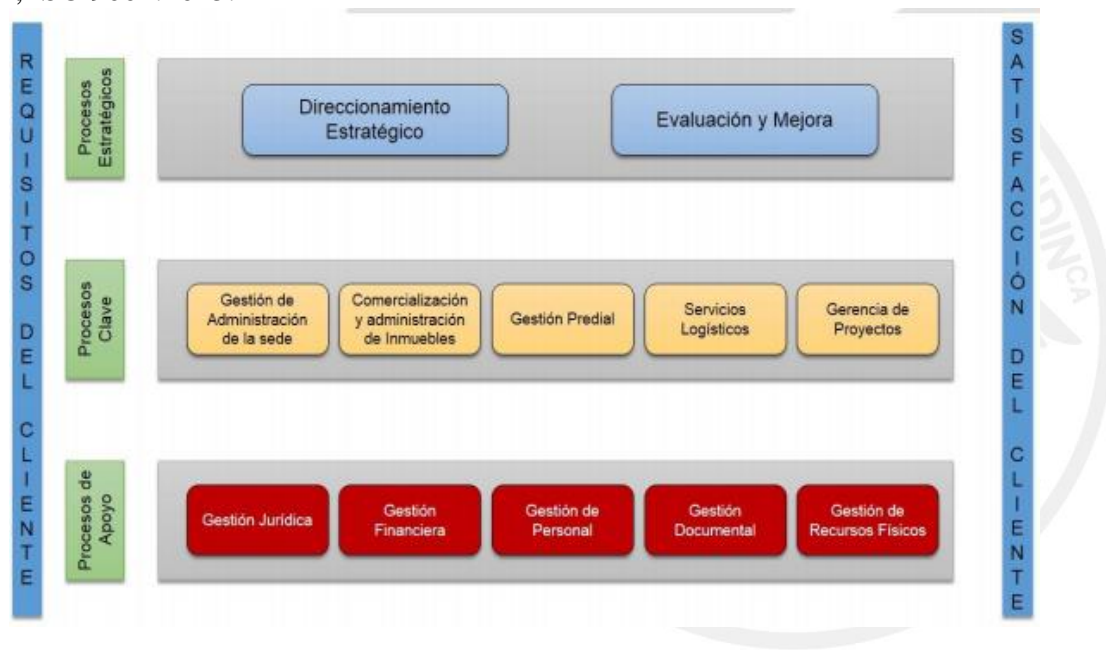 REQUISITOS DEL CLIENTE
Procesos
Estratégicos
Direccionamiento
Estratégico
Evaluación y Mejora
Procesos
Clave
Gestión de
Administración
de la sede
Comercialización
y administración
de Inmuebles
Gestión Predial
Servicios
Logísticos
Gerencia de
Proyectos
Procesos de
Apoyo
Gestión Jurídica
Gestión
Financiera
Gestión de
Personal
Gestión
Documental
Gestión de
Recursos Físicos
SATISFACCIÓN DEL CLIENTE